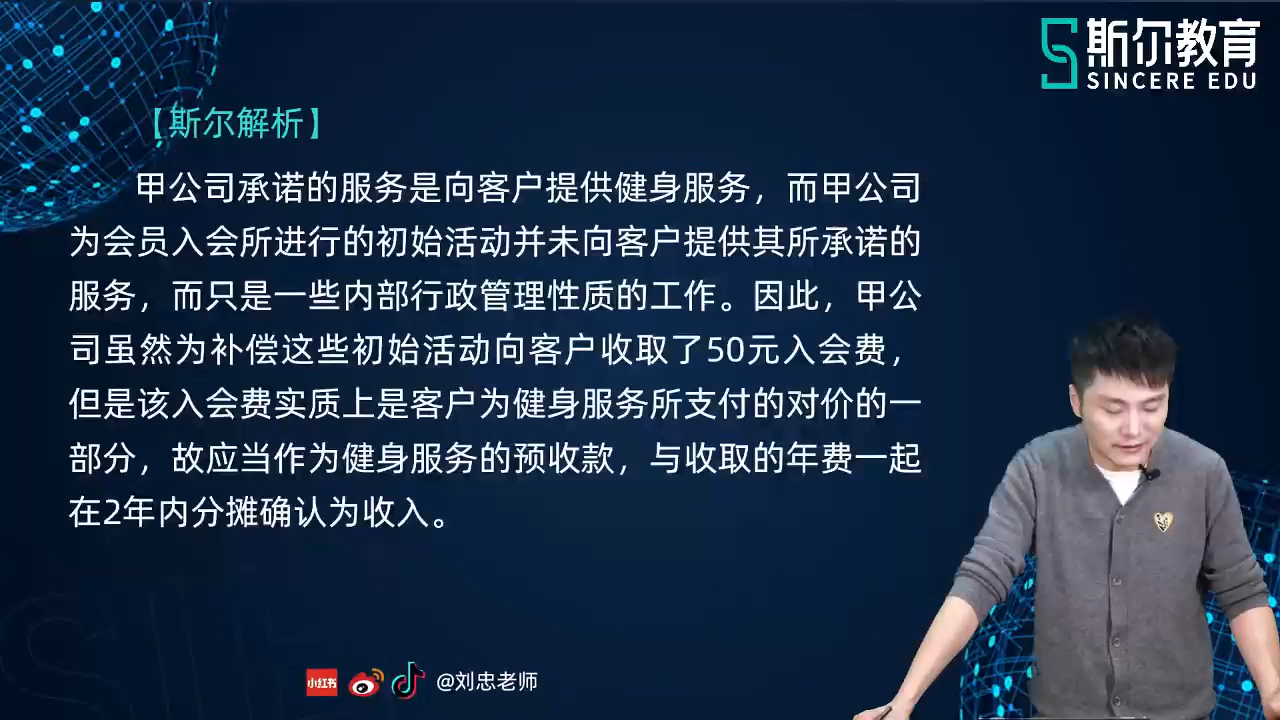 斯尔教育
SINCERE EDU
【斯尔解析】
甲公司承诺的服务是向客户提供健身服务，而甲公司
为会员入会所进行的初始活动并未向客户提供其所承诺的
服务，而只是一些内部行政管理性质的工作。因此，甲公
司虽然为补偿这些初始活动向客户收取了50元入会费，
但是该入会费实质上是客户为健身服务所支付的对价的一
部分，故应当作为健身服务的预收款，与收取的年费一起
在2年内分摊确认为收入。
小红书
@刘忠老师